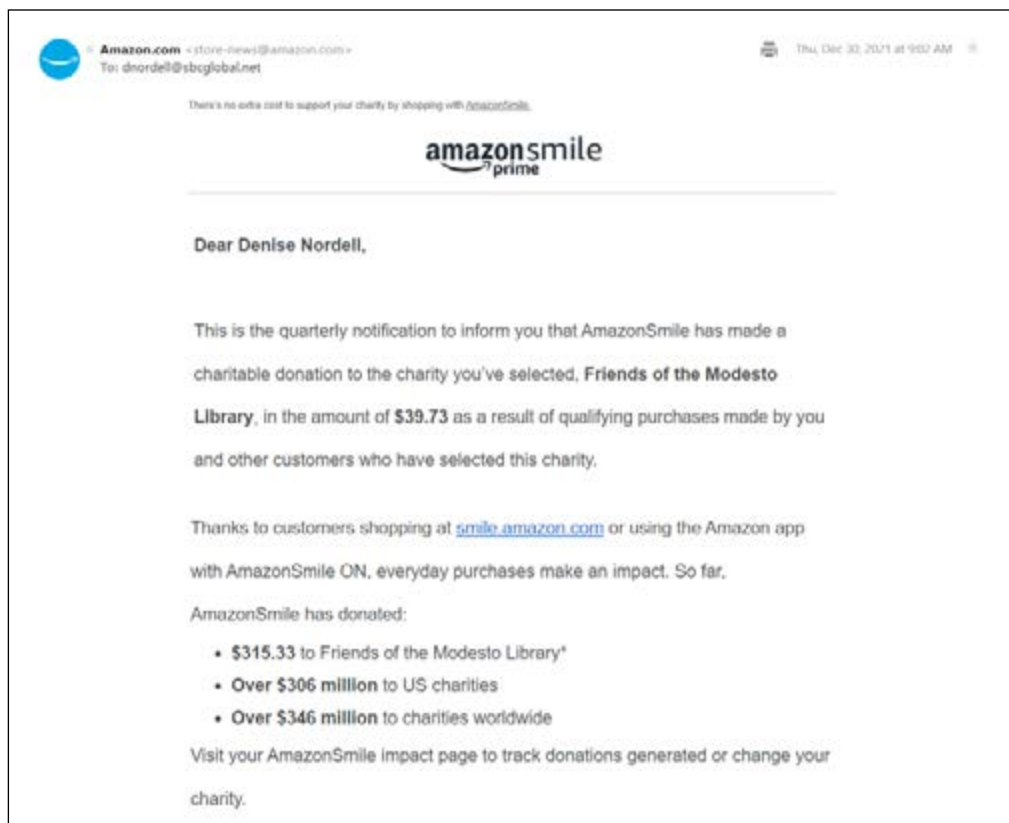 Amazon.com <store-news@amazon.com>
Thu, Dec 30, 2021 at 9:02 AM
To: dnordell@sbcglobal.net
There's no extra cost to support your charity by shopping with AmazonSmile.
amazonsmile
prime
Dear Denise Nordell,
This is the quarterly notification to inform you that AmazonSmile has made a
charitable donation to the charity you've selected, Friends of the Modesto
Library, in the amount of $39.73 as a result of qualifying purchases made by you
and other customers who have selected this charity.
Thanks to customers shopping at smile.amazon.com or using the Amazon app
with AmazonSmile ON, everyday purchases make an impact. So far,
AmazonSmile has donated:
• $315.33 to Friends of the Modesto Library*
• Over $306 million to US charities
• Over $346 million to charities worldwide
Visit your AmazonSmile impact page to track donations generated or change your
charity.